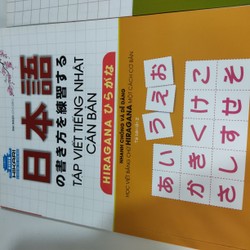 日本語
の書き方を練習する
TẬP VIẾT TIẾNG NHẬT
CĂN BẢN
HIRAGANA ひらがな
NHANH CHÓNG VÀ DỄ DÀNG
HỌC VIẾT BẢNG CHỮ HIRAGANA MỘT CÁCH CƠ BẢN
あ い う え お
か き く け こ
さ し す せ そ